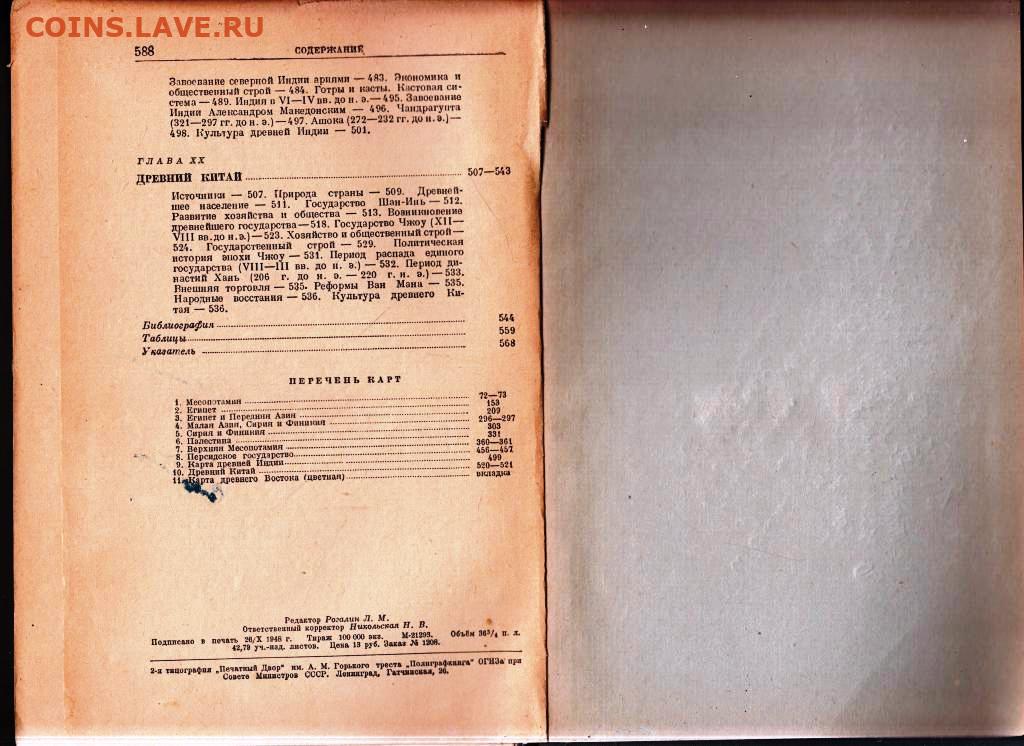 COINS.LAVE.RU
588 СОДЕРЖАНИЕ
Завоевание северной Индии ариями — 483. Экономика и
общественный строй — 484. Готры и касты. Кастовая си-
стема — 489. Индия в VI—IV вв. до н. э. — 495. Завоевание
Индии Александром Македонским — 496. Чандрагупта
(321—297 гг. до н. э.) — 497. Ашока (272—232 гг. до н. э.) —
498. Культура древней Индии — 501.
ГЛАВА XX
ДРЕВНИЙ КИТАЙ 507—543
Источники — 507. Природа страны — 509. Древней-
шее население — 511. Государство Шан-Инь — 512.
Развитие хозяйства и общества — 513. Возникновение
древнейшего государства — 518. Государство Чжоу (XII—
VIII вв. до н. э.) — 523. Хозяйство и общественный строй —
524. Государственный строй — 529. Политическая
история эпохи Чжоу — 531. Период распада единого
государства (VIII—III вв. до н. э.) — 532. Период ди-
настий Хань (206 г. до н. э. — 220 г. н. э.) — 533.
Внешняя торговля — 535. Реформы Ван Мана — 535.
Народные восстания — 536. Культура древнего Ки-
тая — 536.
Библиография 544
Таблицы 559
Указатель 568
ПЕРЕЧЕНЬ КАРТ
1. Месопотамия 72—73
2. Египет 153
3. Египет и Передняя Азия 209
4. Малая Азия, Сирия и Финикия 296—297
5. Сирия и Финикия 303
6. Палестина 331
7. Верхняя Месопотамия 360—361
8. Персидское государство 456—457
9. Карта древней Индии 499
10. Древний Китай 520—521
11. Карта древнего Востока (цветная) вкладка
Редактор Рогалин Л. М.
Ответственный корректор Никольская Н. В.
Подписано в печать 26/X 1948 г. Тираж 100 000 экз. М-21293. Объём 36³/₄ п. л.
42,79 уч.-изд. листов. Цена 13 руб. Заказ № 1208.
2-я типография „Печатный Двор“ им. А. М. Горького треста „Полиграфкнига“ ОГИЗа при
Совете Министров СССР. Ленинград, Гатчинская, 26.